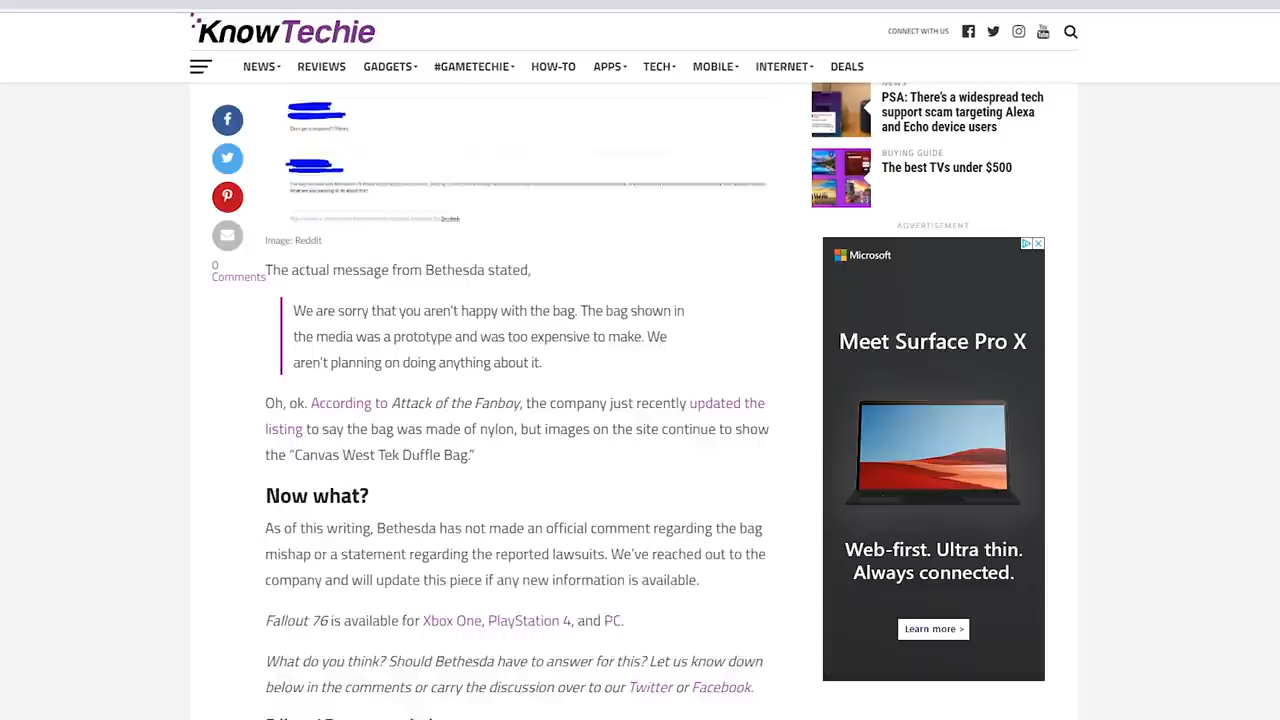 KnowTechie
CONNECT WITH US
NEWS
REVIEWS
GADGETS
#GAMETECHIE
HOW-TO
APPS
TECH
MOBILE
INTERNET
DEALS
PSA: There's a widespread tech
support scam targeting Alexa
and Echo device users
BUYING GUIDE
The best TVs under $500
ADVERTISEMENT
Image: Reddit
0
Comments
The actual message from Bethesda stated,
We are sorry that you aren't happy with the bag. The bag shown in
the media was a prototype and was too expensive to make. We
aren't planning on doing anything about it.
Oh, ok. According to Attack of the Fanboy, the company just recently updated the
listing to say the bag was made of nylon, but images on the site continue to show
the “Canvas West Tek Duffle Bag.”
Now what?
As of this writing, Bethesda has not made an official comment regarding the bag
mishap or a statement regarding the reported lawsuits. We've reached out to the
company and will update this piece if any new information is available.
Fallout 76 is available for Xbox One, PlayStation 4, and PC.
What do you think? Should Bethesda have to answer for this? Let us know down
below in the comments or carry the discussion over to our Twitter or Facebook.
Microsoft
Meet Surface Pro X
Web-first. Ultra thin.
Always connected.
Learn more >